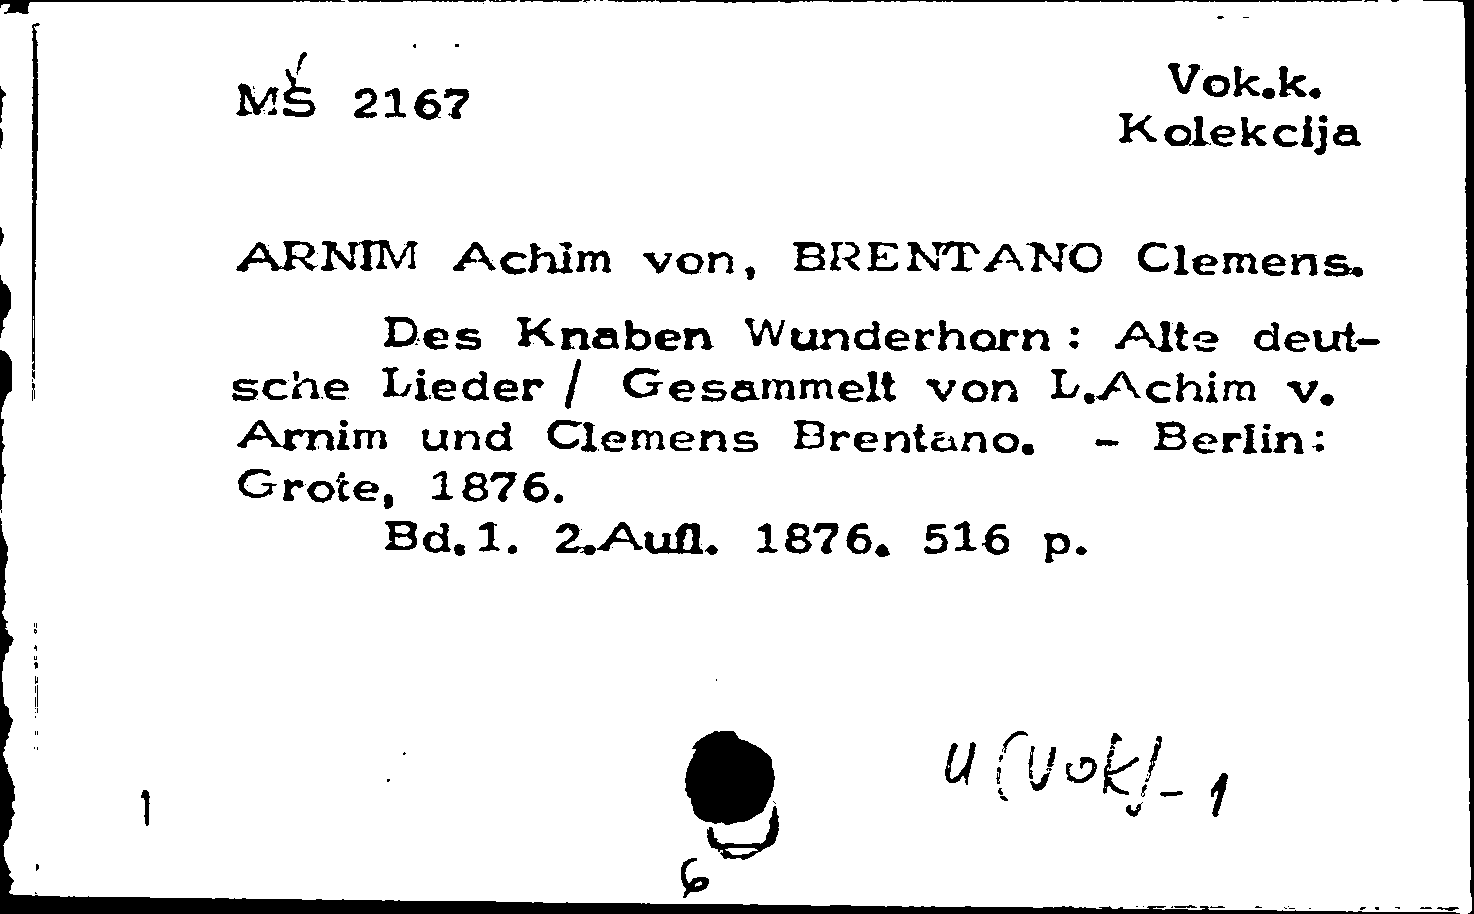 MŠ 2167
Vok.k.
Kolekcija
ARNIM Achim von, BRENTANO Clemens.
Des Knaben Wunderhorn : Alte deut-
sche Lieder / Gesammelt von L.Achim v.
Arnim und Clemens Brentano. - Berlin:
Grote, 1876.
Bd.1. 2.Aufl. 1876. 516 p.
U (Vok) - 1
1
6